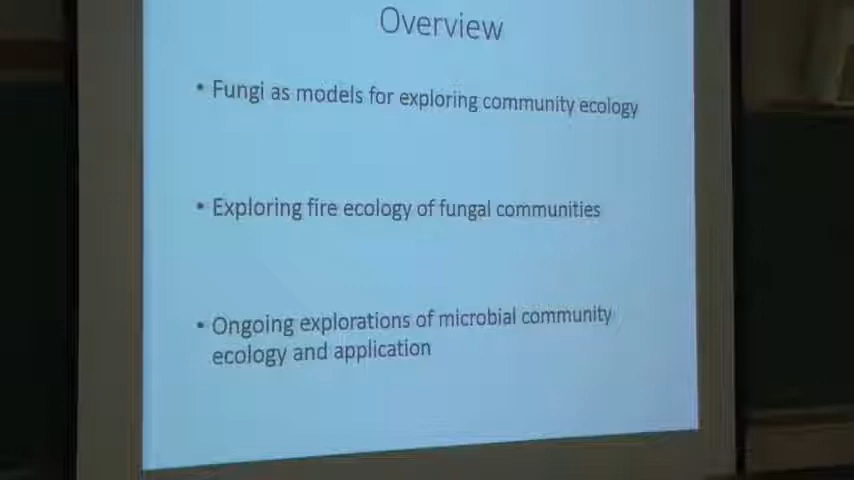 Overview
• Fungi as models for exploring community ecology
• Exploring fire ecology of fungal communities
• Ongoing explorations of microbial community
ecology and application